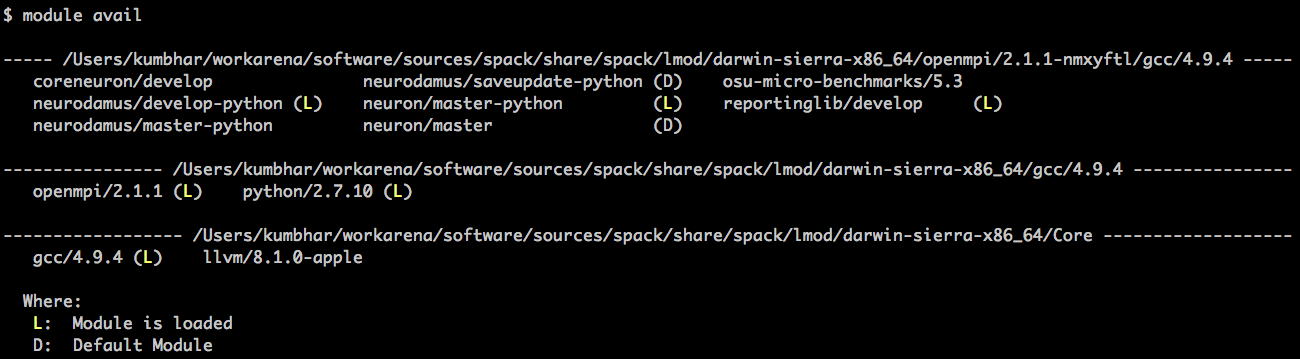 $ module avail
----- /Users/kumbhar/workarena/software/sources/spack/share/spack/lmod/darwin-sierra-x86_64/openmpi/2.1.1-nmxyftl/gcc/4.9.4 -----
coreneuron/develop neurodamus/saveupdate-python (D) osu-micro-benchmarks/5.3
neurodamus/develop-python (L) neuron/master-python (L) reportinglib/develop (L)
neurodamus/master-python neuron/master (D)
---------------- /Users/kumbhar/workarena/software/sources/spack/share/spack/lmod/darwin-sierra-x86_64/gcc/4.9.4 ----------------
openmpi/2.1.1 (L) python/2.7.10 (L)
------------------ /Users/kumbhar/workarena/software/sources/spack/share/spack/lmod/darwin-sierra-x86_64/Core -------------------
gcc/4.9.4 (L) llvm/8.1.0-apple
Where:
L: Module is loaded
D: Default Module